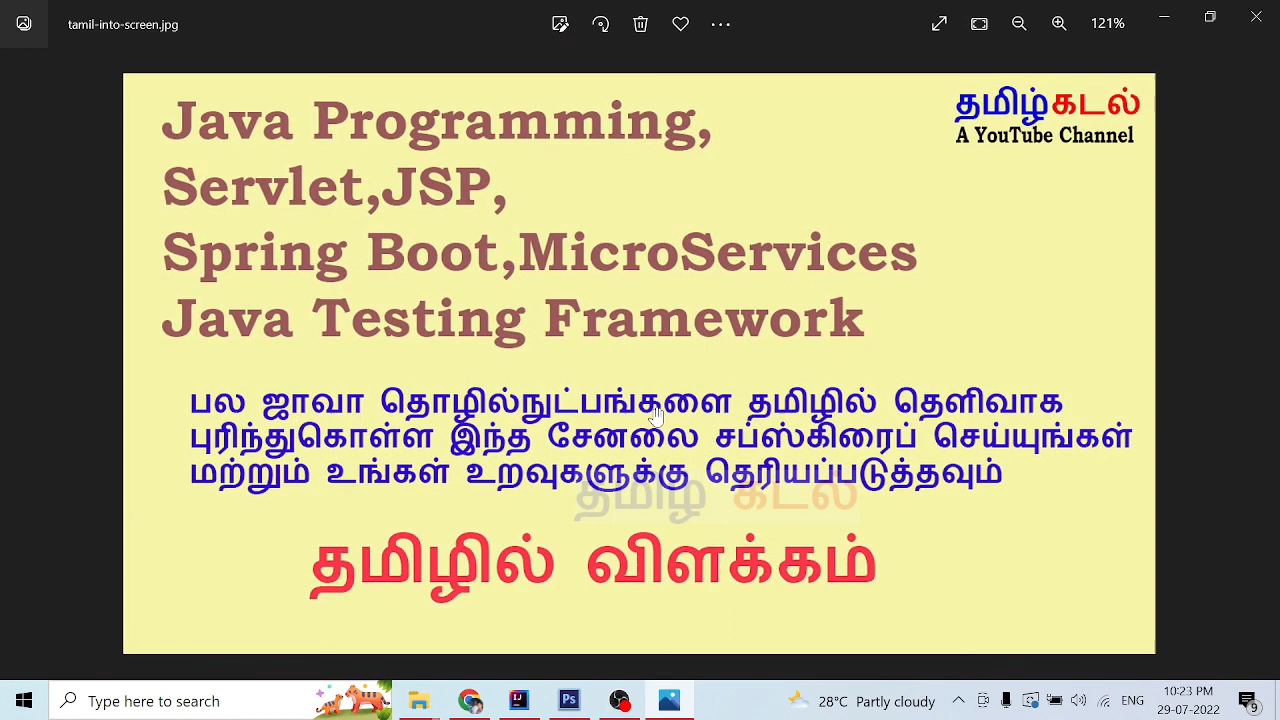 tamil-into-screen.jpg
121%
Java Programming,
தமிழ்கடல்
A YouTube Channel
Servlet,JSP,
Spring Boot,MicroServices
Java Testing Framework
பல ஜாவா தொழில்நுட்பங்களை தமிழில் தெளிவாக
புரிந்துகொள்ள இந்த சேனலை சப்ஸ்கிரைப் செய்யுங்கள்
மற்றும் உங்கள் உறவுகளுக்கு தெரியப்படுத்தவும்
தமிழ் கடல்
தமிழில் விளக்கம்
Type here to search
28°C Partly cloudy
ENG
10:23 PM
29-07-2022
9